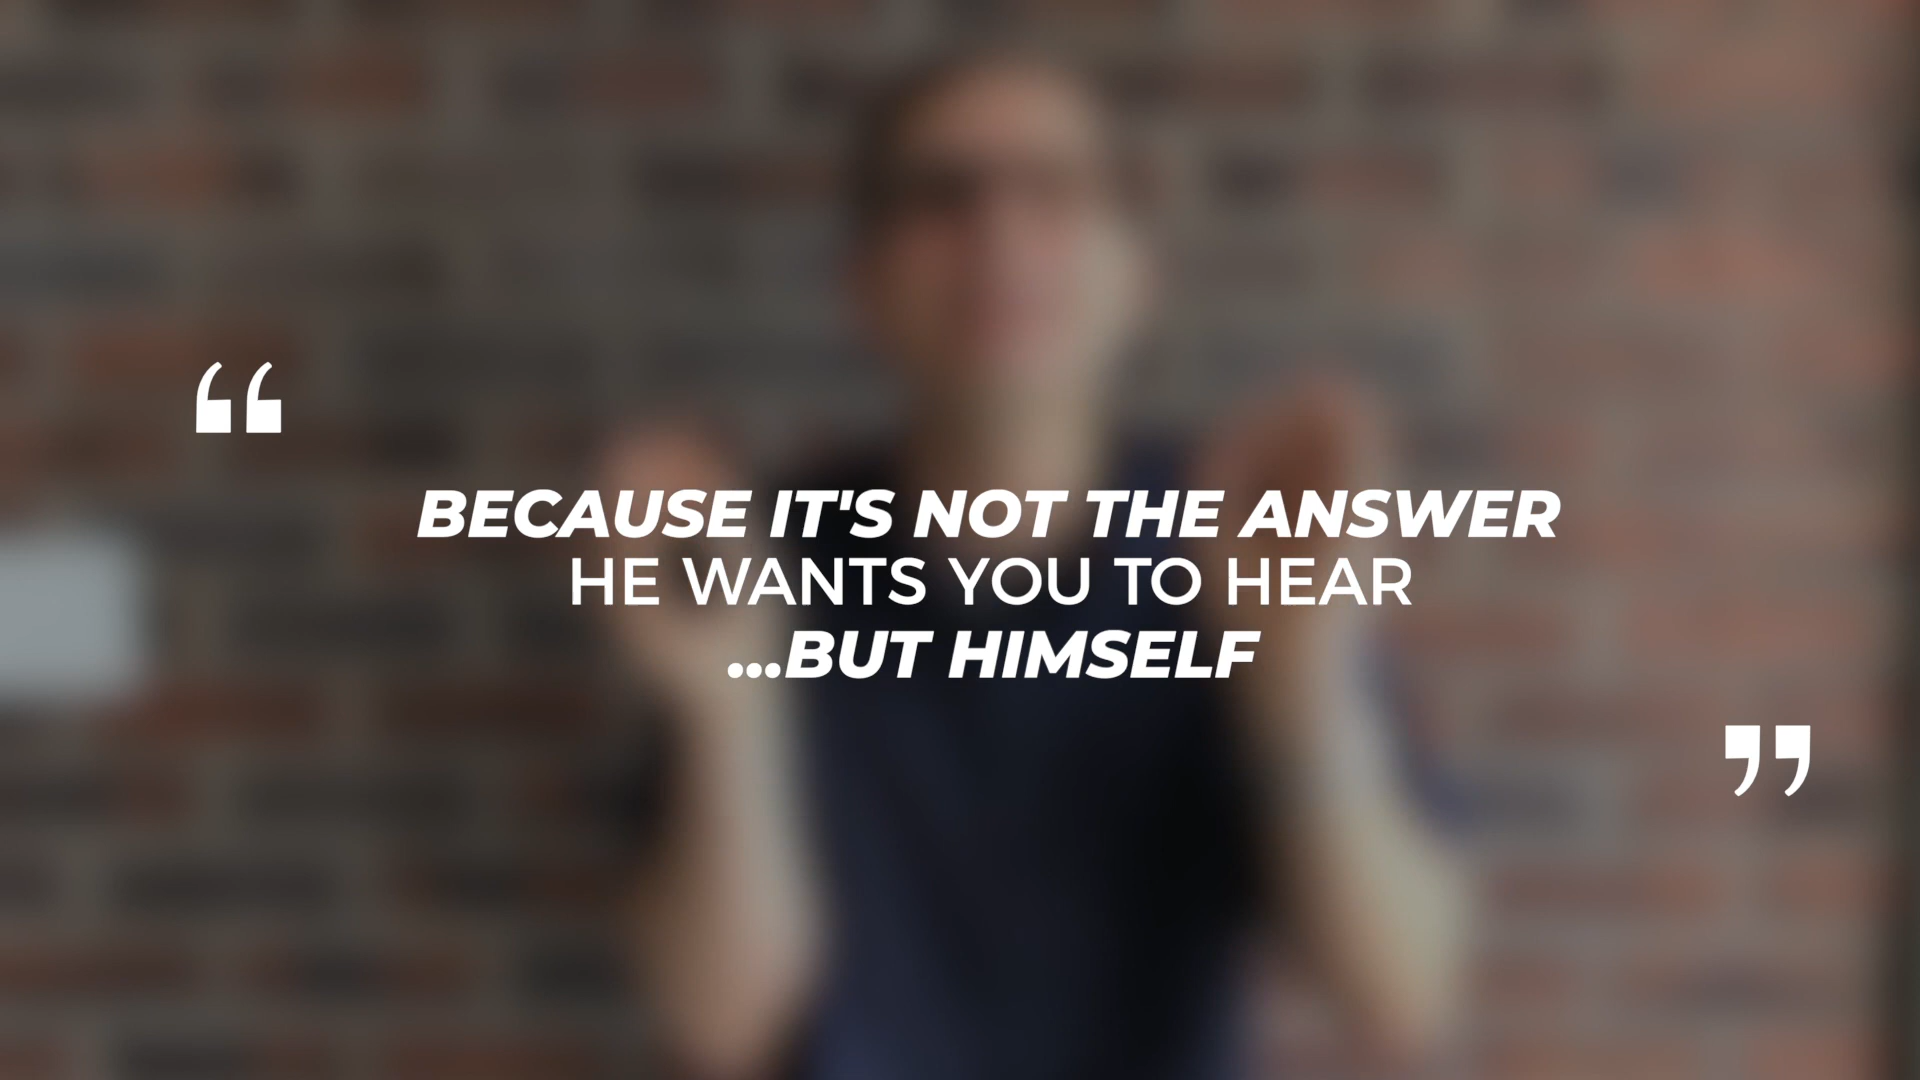 “
BECAUSE IT'S NOT THE ANSWER
HE WANTS YOU TO HEAR
...BUT HIMSELF
”